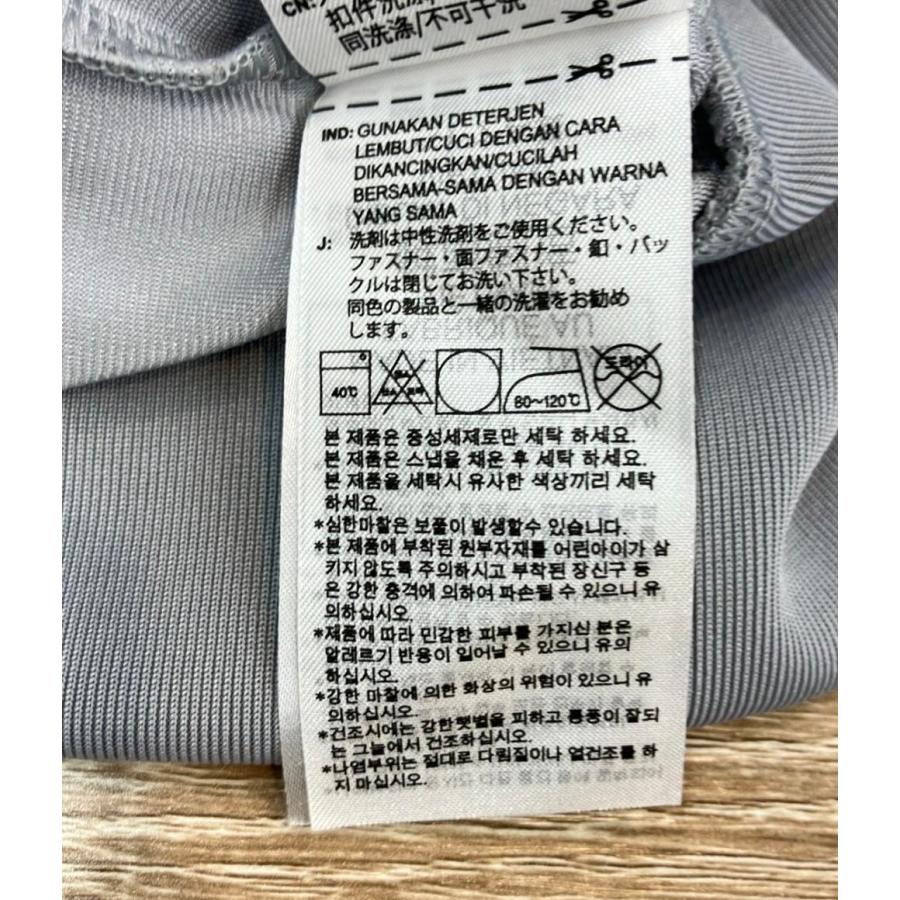 CN:
扣件洗涤
同洗涤/不可干洗
IND: GUNAKAN DETERJEN
LEMBUT/CUCI DENGAN CARA
DIKANCINGKAN/CUCILAH
BERSAMA-SAMA DENGAN WARNA
YANG SAMA
J: 洗剤は中性洗剤をご使用ください。
ファスナー・面ファスナー・釦・バッ
クルは閉じてお洗い下さい。
同色の製品と一緒の洗濯をお勧め
します。
40℃ 80~120℃ 드라이
본 제품은 중성세제로만 세탁 하세요.
본 제품은 스냅을 채운 후 세탁 하세요.
본 제품을 세탁시 유사한 색상끼리 세탁
하세요.
*심한마찰은 보풀이 발생할수 있습니다.
*본 제품에 부착된 원부자재를 어린아이가 삼
키지 않도록 주의하시고 부착된 장신구 등
은 강한 충격에 의하여 파손될 수 있으니 유
의하십시오.
*제품에 따라 민감한 피부를 가지신 분은
알레르기 반응이 일어날 수 있으니 유의
하십시오.
*강한 마찰에 의한 화상의 위험이 있으니 유
의하십시오.
*건조시에는 강한햇볕을 피하고 통풍이 잘되
는 그늘에서 건조하십시오.
*나염부위는 절대로 다림질이나 열건조를 하
지 마십시오.